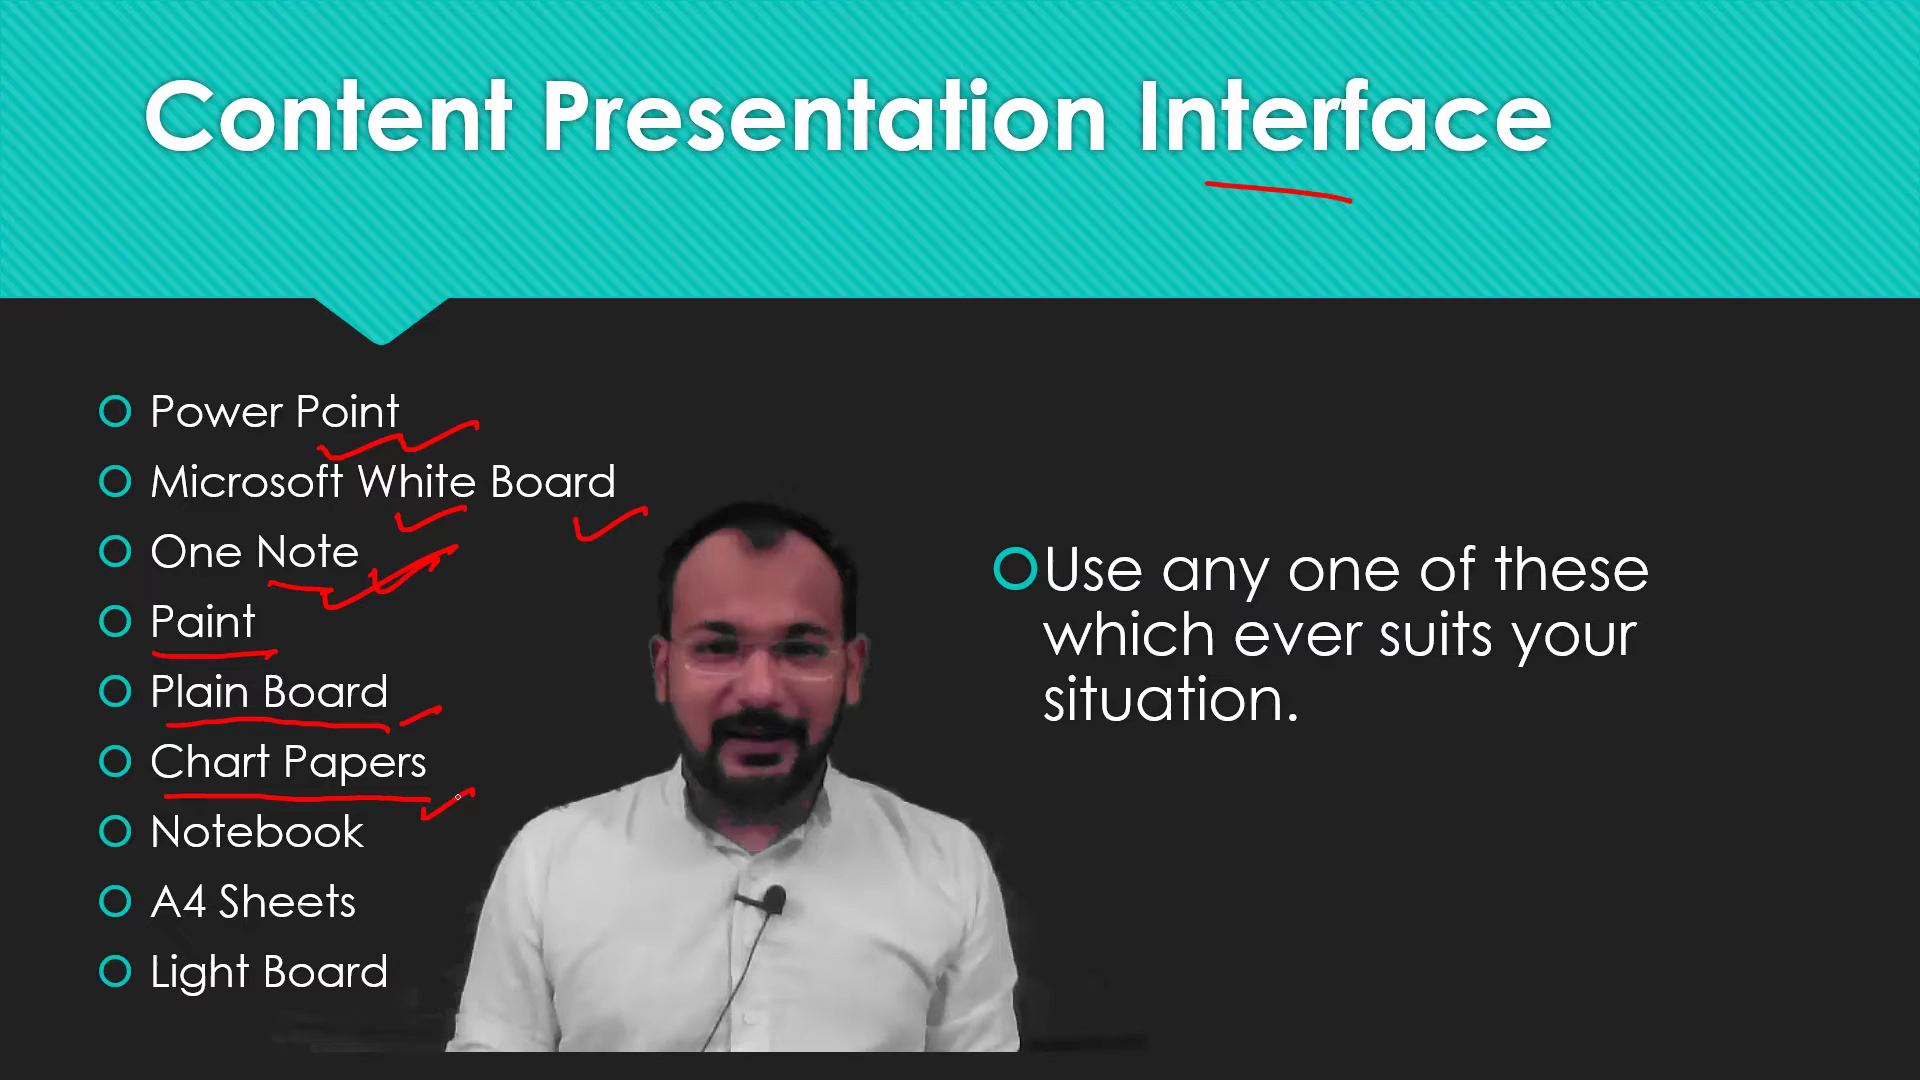 Content Presentation Interface
Power Point
Microsoft White Board
One Note
Paint
Plain Board
Chart Papers
Notebook
A4 Sheets
Light Board
Use any one of these
which ever suits your
situation.